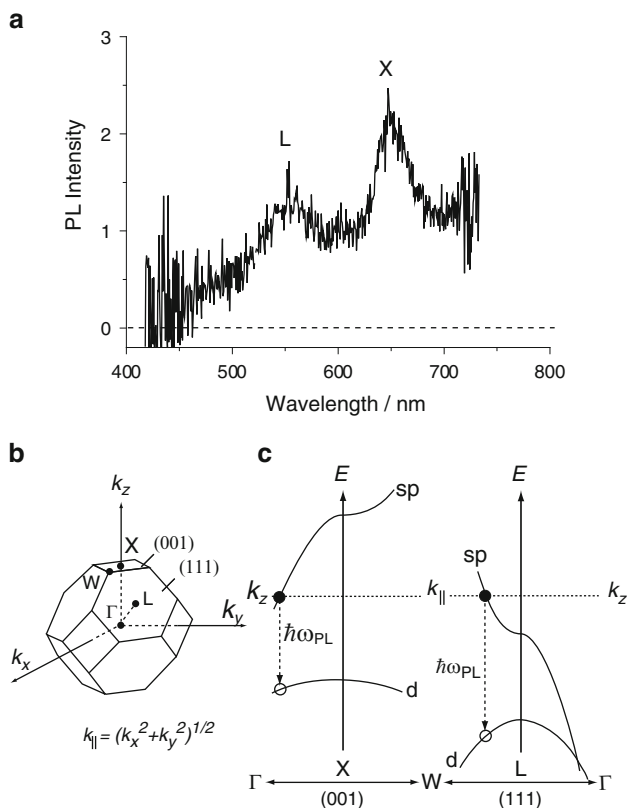 a
3
2
1
0
PL Intensity
L
X
400 500 600 700 800
Wavelength / nm
b
k_z
X
(001)
W
(111)
Γ
L
k_y
k_x
k_∥ = (k_x^2+k_y^2)^1/2
c
E
sp
k_z
ħω_PL
d
Γ
X
W
(001)
E
sp
k_∥
k_z
ħω_PL
d
L
Γ
(111)